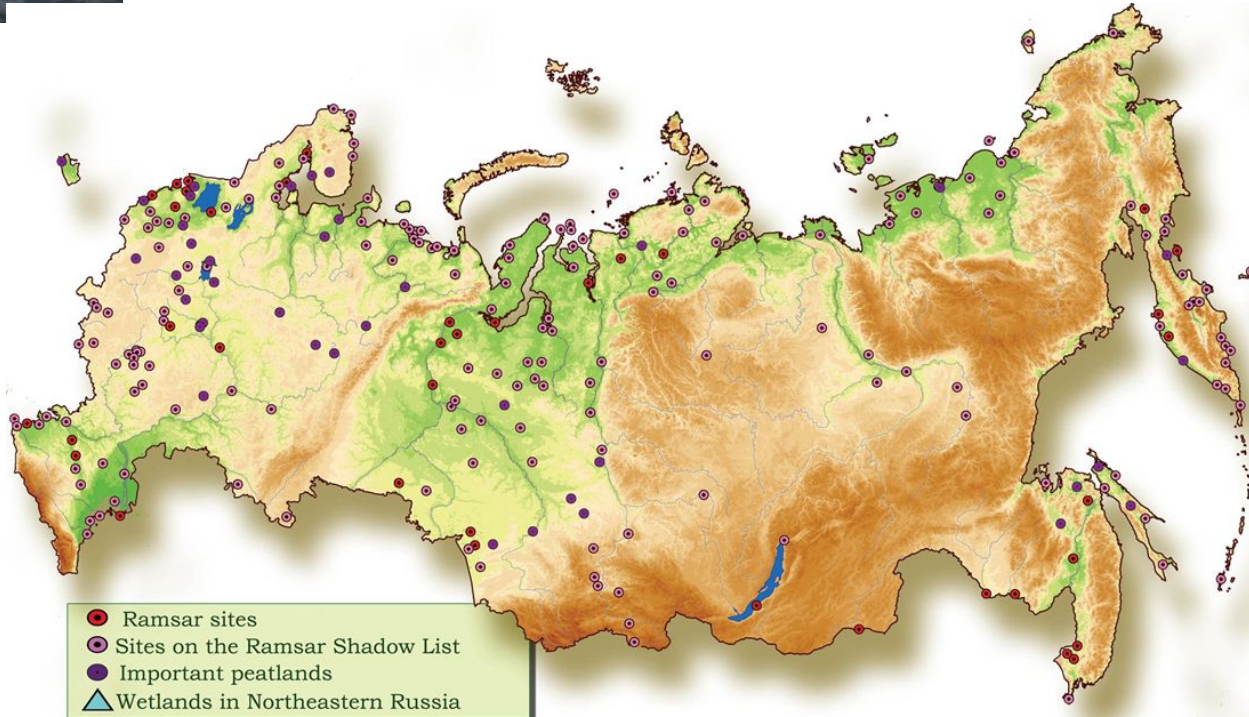 Ramsar sites
Sites on the Ramsar Shadow List
Important peatlands
Wetlands in Northeastern Russia